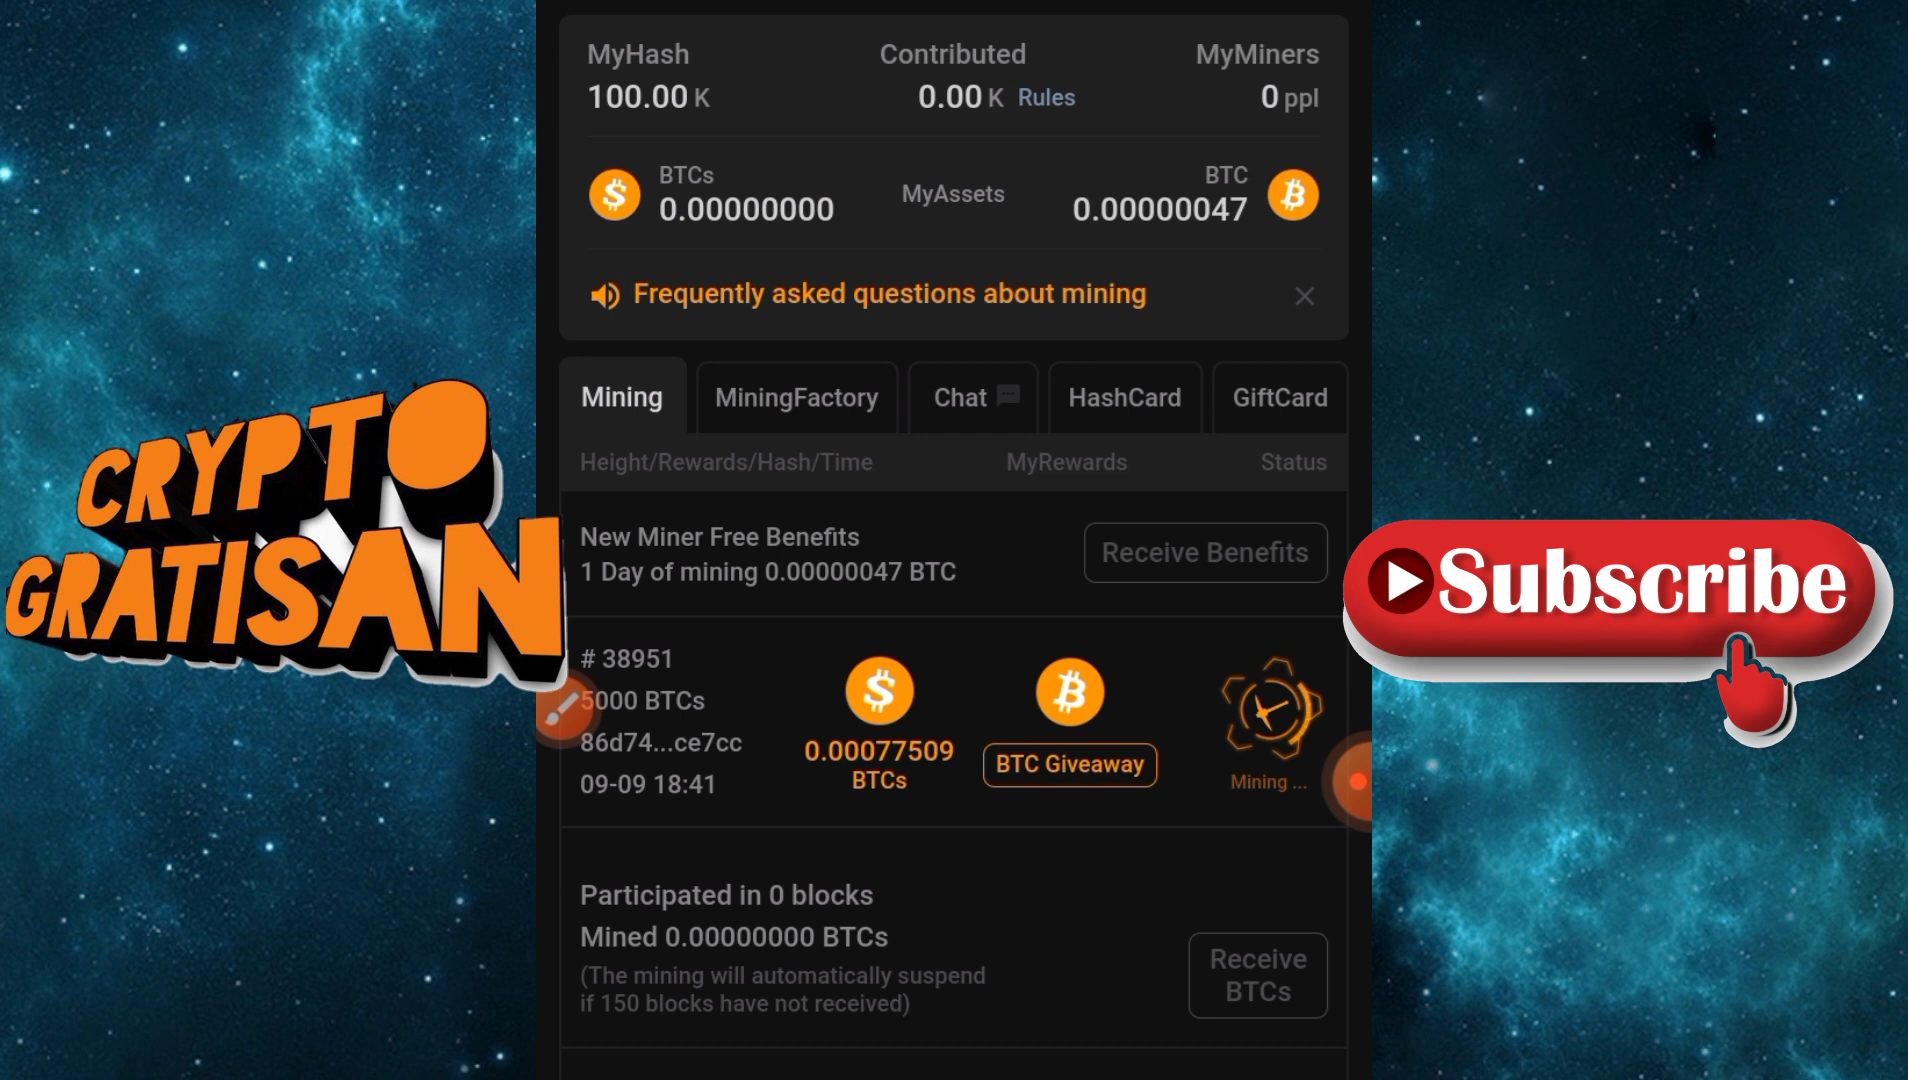 MyHash Contributed MyMiners
100.00 K 0.00 K Rules 0 ppl
BTCs MyAssets BTC
0.00000000 0.00000047
Frequently asked questions about mining
Mining MiningFactory Chat HashCard GiftCard
Height/Rewards/Hash/Time MyRewards Status
New Miner Free Benefits
1 Day of mining 0.00000047 BTC
Receive Benefits
# 38951
5000 BTCs
86d74...ce7cc
09-09 18:41
0.00077509
BTCs
BTC Giveaway
Mining ...
Participated in 0 blocks
Mined 0.00000000 BTCs
(The mining will automatically suspend
if 150 blocks have not received)
Receive
BTCs
CRYPTO
GRATISAN
Subscribe